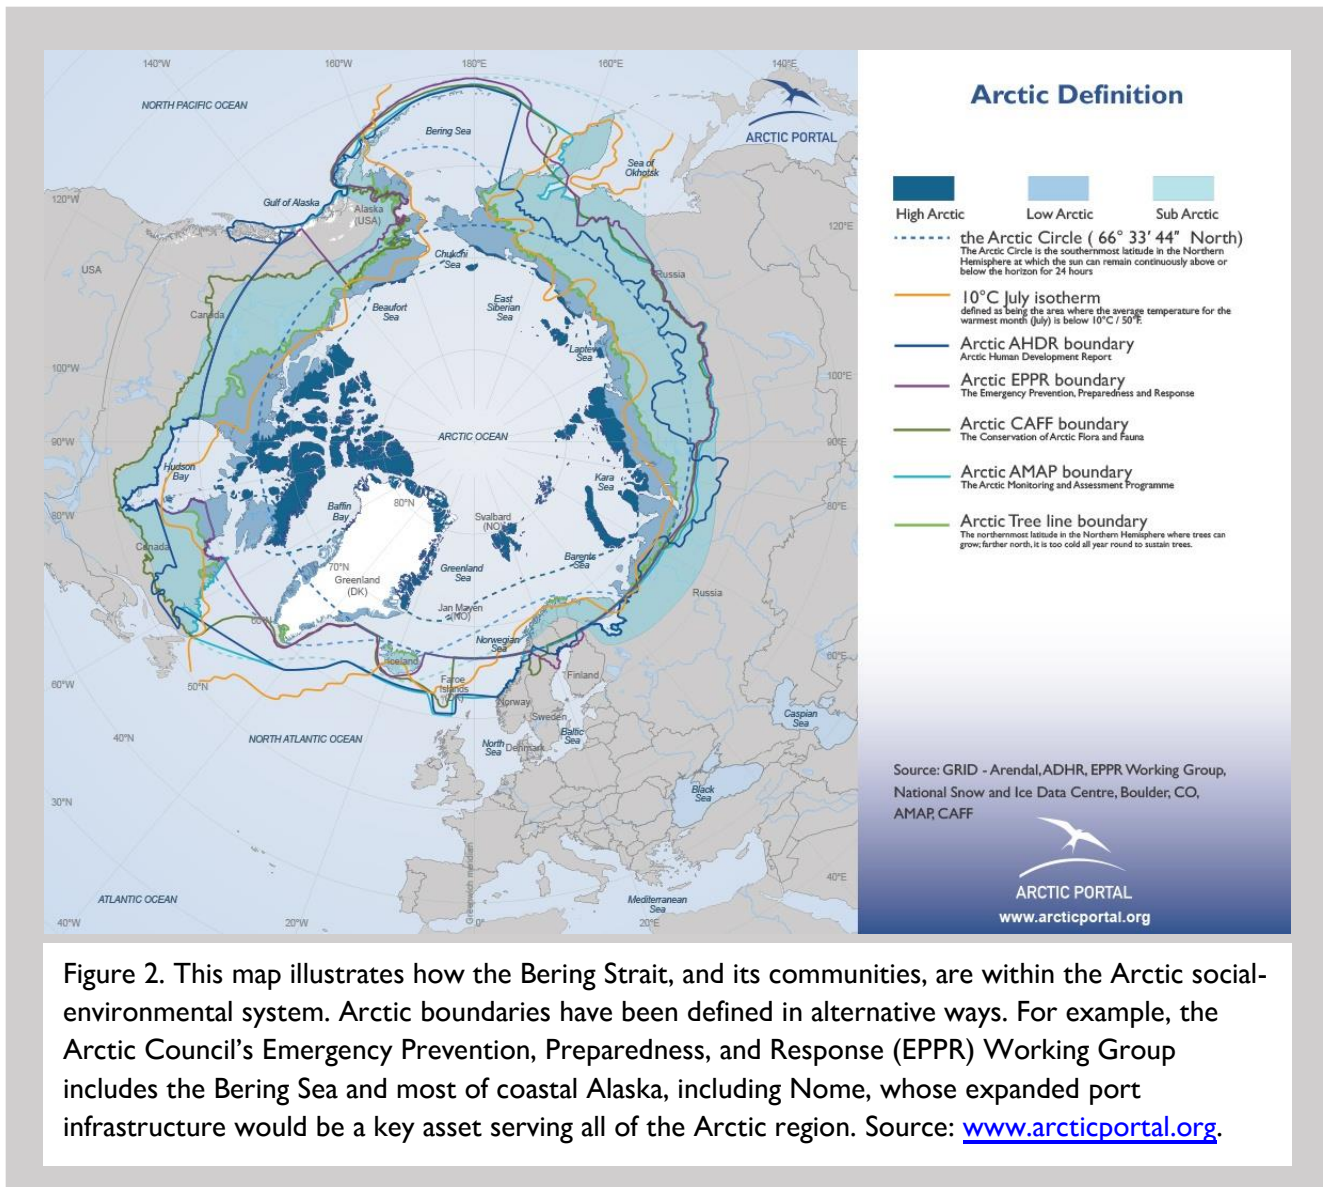 140°W
160°W
180°E
160°E
140°E
NORTH PACIFIC OCEAN
Bering Sea
ARCTIC PORTAL
Sea of
Okhotsk
120°W
Gulf of Alaska
Alaska
(USA)
120°E
USA
Chukchi
Sea
Russia
Canada
Beaufort
Sea
East
Siberian
Sea
Laptev
Sea
100°W
100°E
90°W
ARCTIC OCEAN
90°E
Hudson
Bay
Kara
Sea
80°W
Baffin
Bay
80°N
Svalbard
(NO)
80°E
Canada
70°N
Greenland
(DK)
Greenland
Sea
Barents
Sea
Russia
60°N
Jan Mayen
(NO)
Norwegian
Sea
Iceland
60°E
60°W
50°N
Faroe
Islands
(DK)
Finland
Norway
Sweden
Caspian
Sea
40°N
NORTH ATLANTIC OCEAN
North
Sea
Denmark
Baltic
Sea
30°N
Black
Sea
Greenwich meridian
40°E
ATLANTIC OCEAN
Mediterranean
Sea
40°W
20°W
0°
20°E
Arctic Definition
High Arctic
Low Arctic
Sub Arctic
the Arctic Circle ( 66° 33' 44" North)
The Arctic Circle is the southernmost latitude in the Northern
Hemisphere at which the sun can remain continuously above or
below the horizon for 24 hours
10°C July isotherm
defined as being the area where the average temperature for the
warmest month (July) is below 10°C / 50°F.
Arctic AHDR boundary
Arctic Human Development Report
Arctic EPPR boundary
The Emergency Prevention, Preparedness and Response
Arctic CAFF boundary
The Conservation of Arctic Flora and Fauna
Arctic AMAP boundary
The Arctic Monitoring and Assessment Programme
Arctic Tree line boundary
The northernmost latitude in the Northern Hemisphere where trees can
grow; farther north, it is too cold all year round to sustain trees.
Source: GRID - Arendal, ADHR, EPPR Working Group,
National Snow and Ice Data Centre, Boulder, CO,
AMAP, CAFF
ARCTIC PORTAL
www.arcticportal.org
Figure 2. This map illustrates how the Bering Strait, and its communities, are within the Arctic social-
environmental system. Arctic boundaries have been defined in alternative ways. For example, the
Arctic Council's Emergency Prevention, Preparedness, and Response (EPPR) Working Group
includes the Bering Sea and most of coastal Alaska, including Nome, whose expanded port
infrastructure would be a key asset serving all of the Arctic region. Source: www.arcticportal.org.